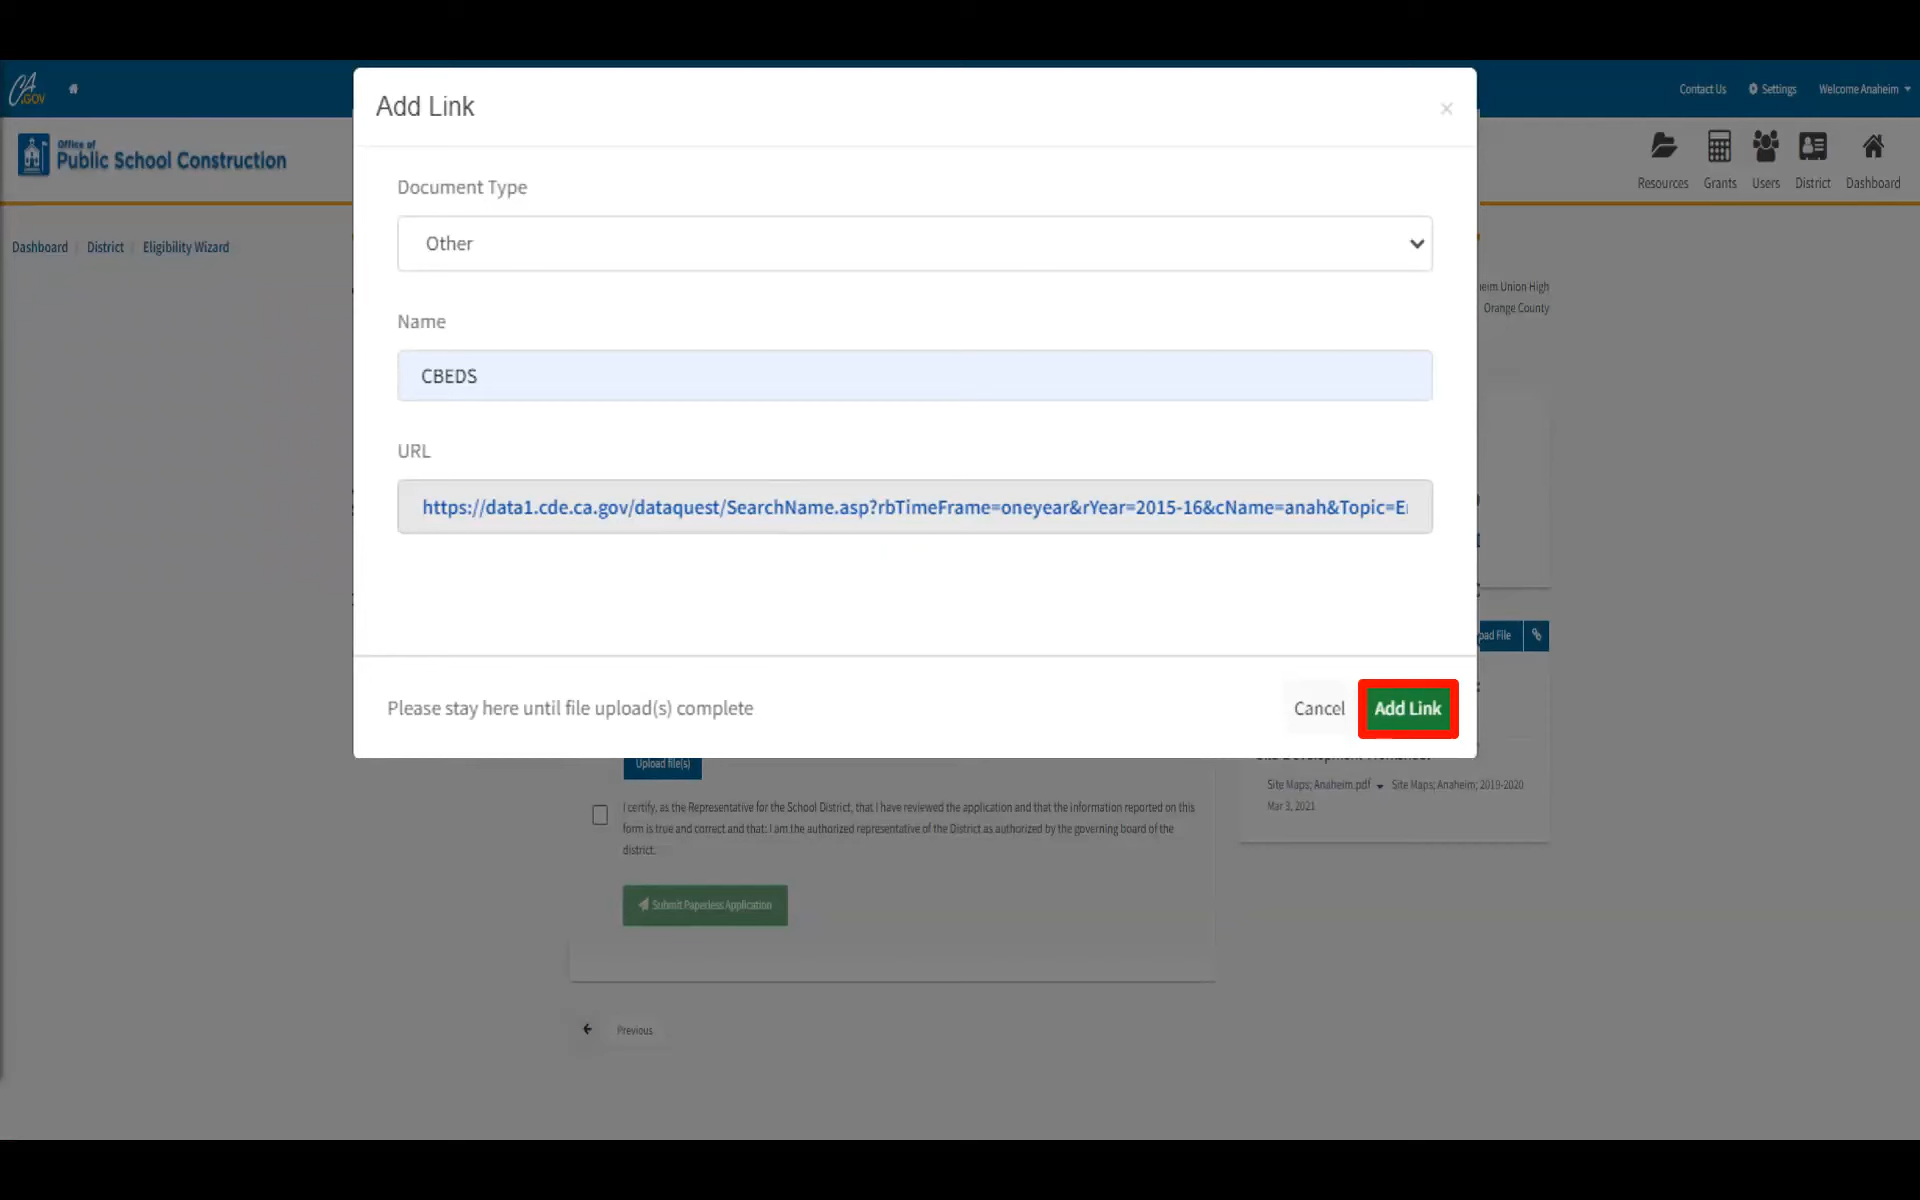 CA.GOV
Contact Us
Settings
Welcome Anaheim
Office of
Public School Construction
Resources
Grants
Users
District
Dashboard
Dashboard
District
Eligibility Wizard
Add Link
×
Document Type
Other
Name
CBEDS
URL
https://data1.cde.ca.gov/dataquest/SearchName.asp?rbTimeFrame=oneyear&rYear=2015-16&cName=anah&Topic=E
Please stay here until file upload(s) complete
Cancel
Add Link
Union High
Orange County
File
Upload file(s)
I certify, as the Representative for the School District, that I have reviewed the application and that the information reported on this
form is true and correct and that: I am the authorized representative of the District as authorized by the governing board of the
district.
Submit Paperless Application
Site Maps; Anaheim.pdf
Site Maps; Anaheim; 2019-2020
Mar 3, 2021
Previous